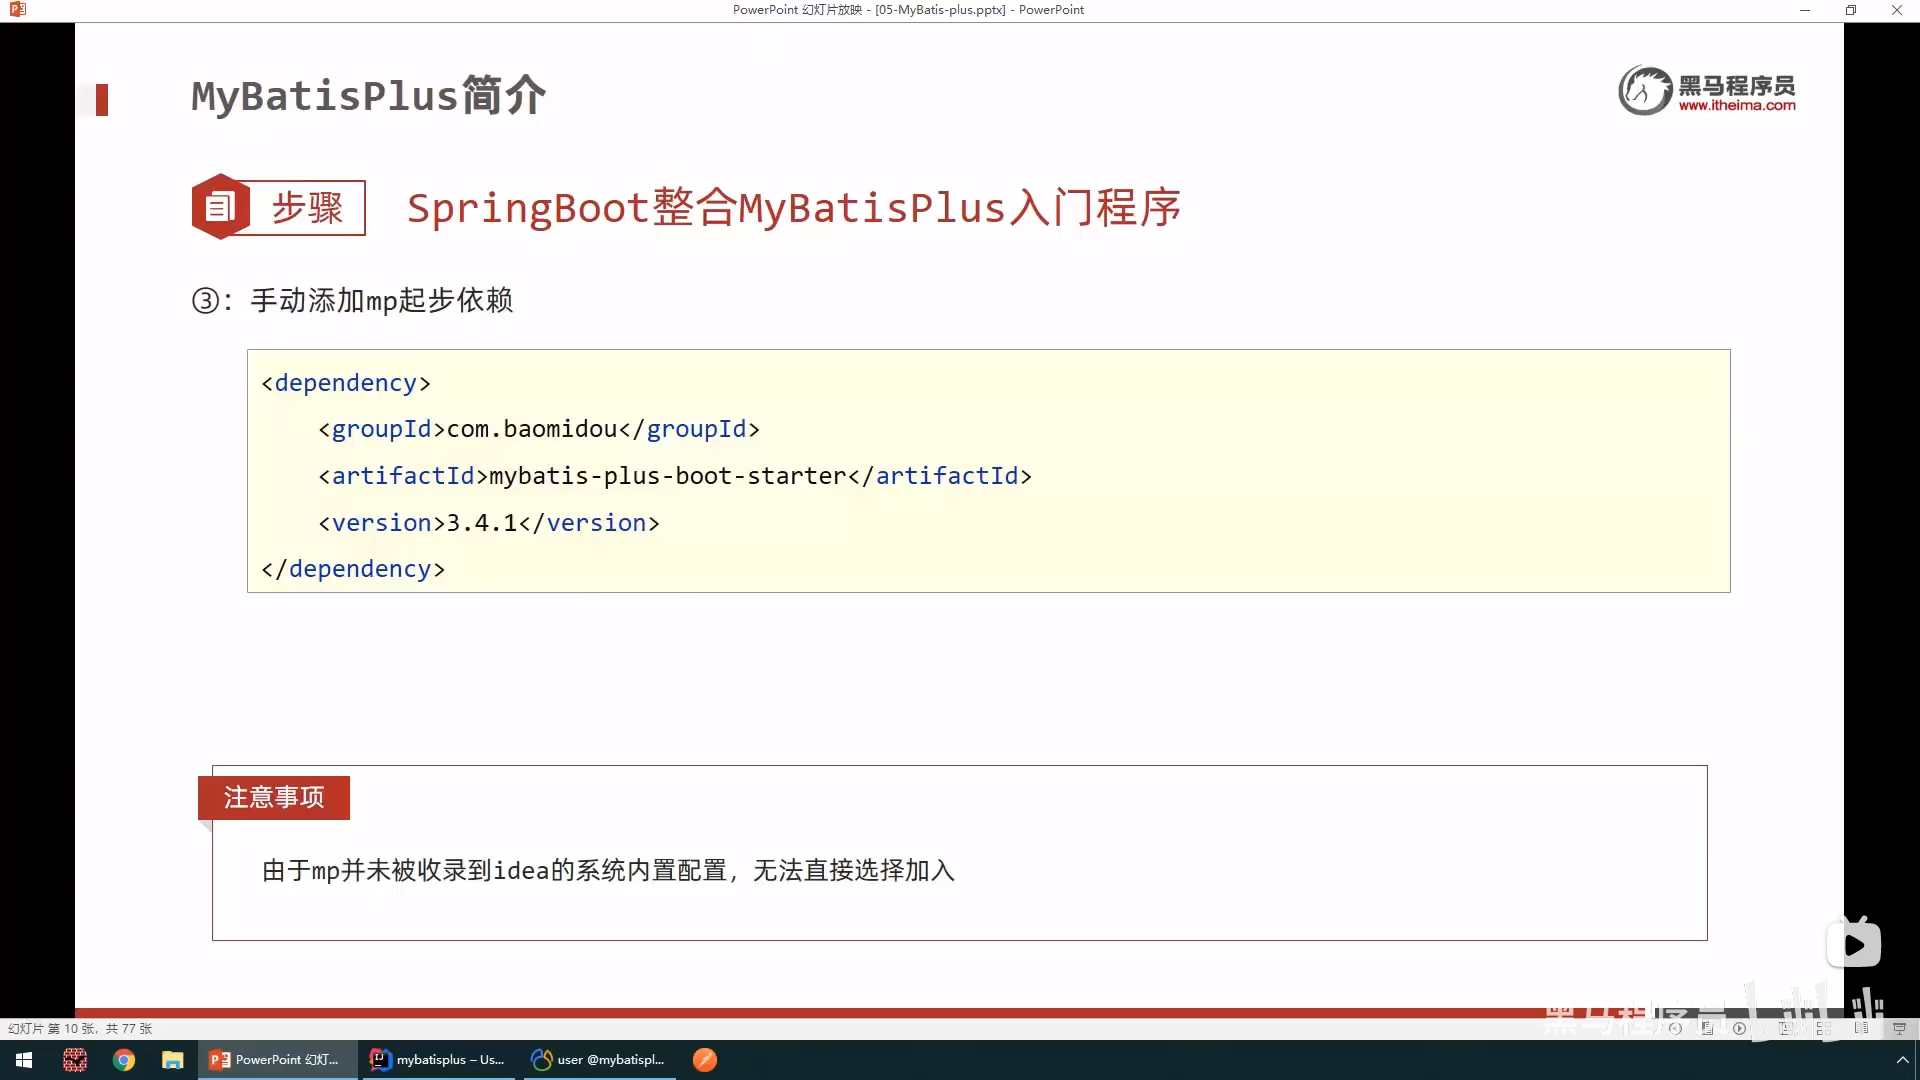 PowerPoint 幻灯片放映 - [05-MyBatis-plus.pptx] - PowerPoint
MyBatisPlus简介
黑马程序员
www.itheima.com
步骤
SpringBoot整合MyBatisPlus入门程序
③：手动添加mp起步依赖
<dependency>
    <groupId>com.baomidou</groupId>
    <artifactId>mybatis-plus-boot-starter</artifactId>
    <version>3.4.1</version>
</dependency>
注意事项
由于mp并未被收录到idea的系统内置配置，无法直接选择加入
黑马程序员
幻灯片 第 10 张，共 77 张
PowerPoint 幻灯...
mybatisplus – Us...
user @mybatispl...